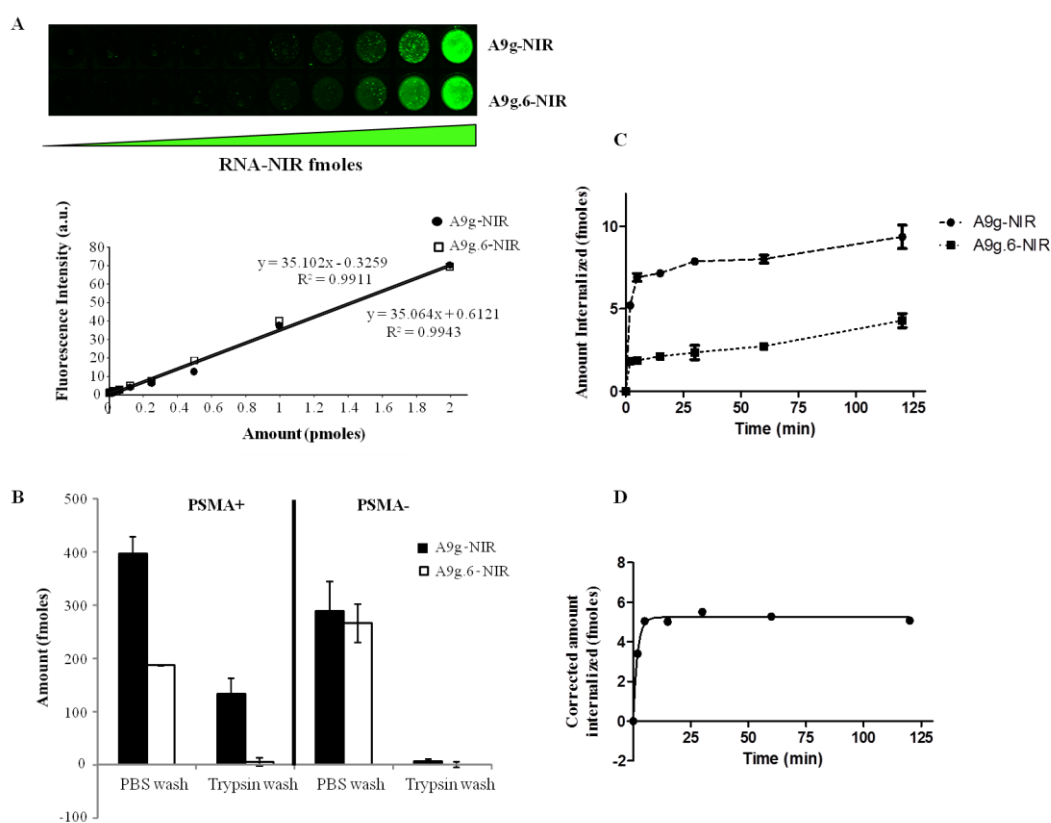 A
A9g-NIR
A9g.6-NIR
RNA-NIR fmoles
Fluorescence Intensity (a.u.)
80
70
60
50
40
30
20
10
0
A9g-NIR
A9g.6-NIR
y = 35.102x - 0.3259
R² = 0.9911
y = 35.064x + 0.6121
R² = 0.9943
0 0.2 0.4 0.6 0.8 1 1.2 1.4 1.6 1.8 2
Amount (pmoles)
B
Amount (fmoles)
500
400
300
200
100
0
-100
PSMA+
PSMA-
A9g-NIR
A9g.6-NIR
PBS wash Trypsin wash PBS wash Trypsin wash
C
Amount Internalized (fmoles)
10
5
0
0 25 50 75 100 125
Time (min)
A9g-NIR
A9g.6-NIR
D
Corrected amount
internalized (fmoles)
8
6
4
2
0
-2
25 50 75 100 125
Time (min)